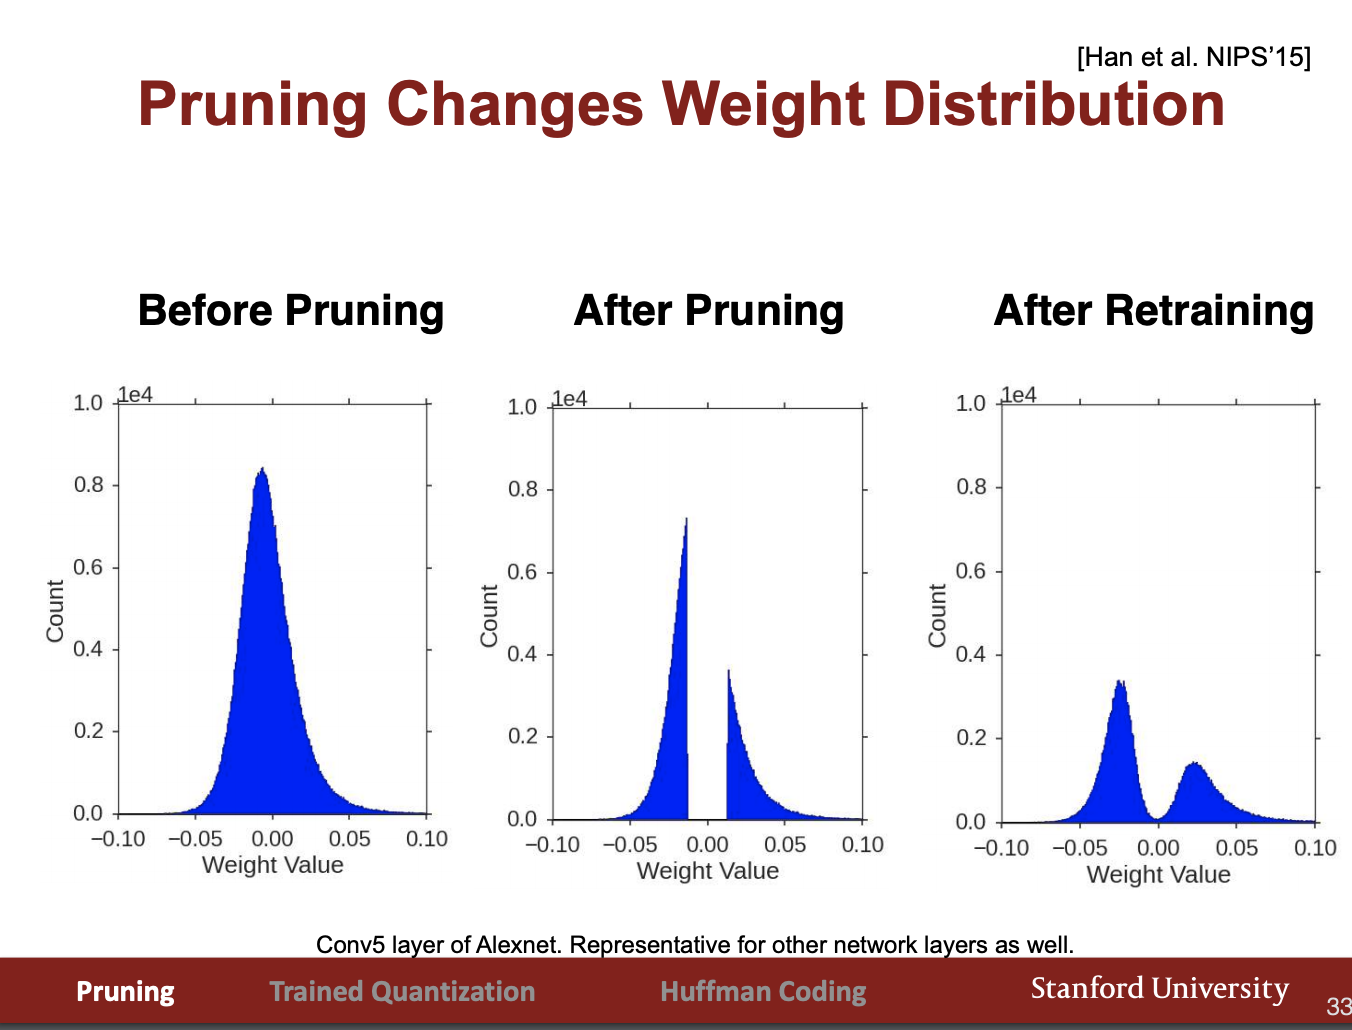 [Han et al. NIPS’15]
Pruning Changes Weight Distribution
Before Pruning
After Pruning
After Retraining
1e4
1.0
0.8
0.6
0.4
0.2
0.0
Count
−0.10 −0.05 0.00 0.05 0.10
Weight Value
1e4
1.0
0.8
0.6
0.4
0.2
0.0
Count
−0.10 −0.05 0.00 0.05 0.10
Weight Value
1e4
1.0
0.8
0.6
0.4
0.2
0.0
Count
−0.10 −0.05 0.00 0.05 0.10
Weight Value
Conv5 layer of Alexnet. Representative for other network layers as well.
Pruning Trained Quantization Huffman Coding Stanford University
33